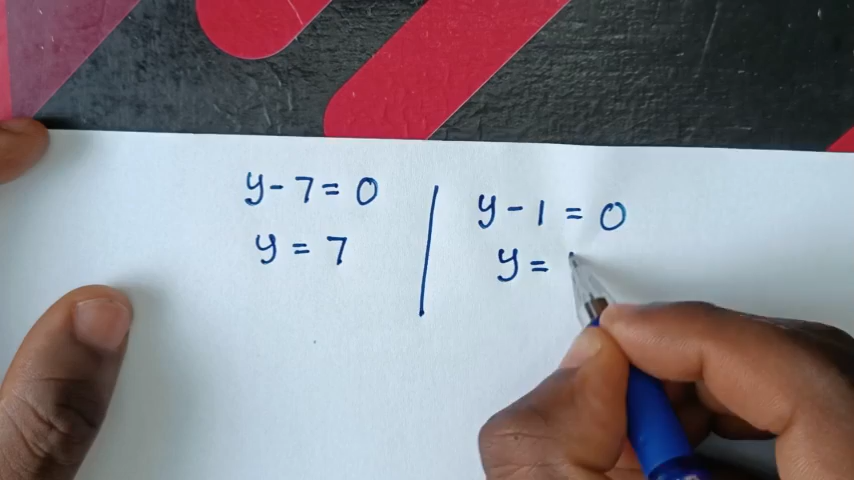 y - 7 = 0
y = 7
y - 1 = 0
y =